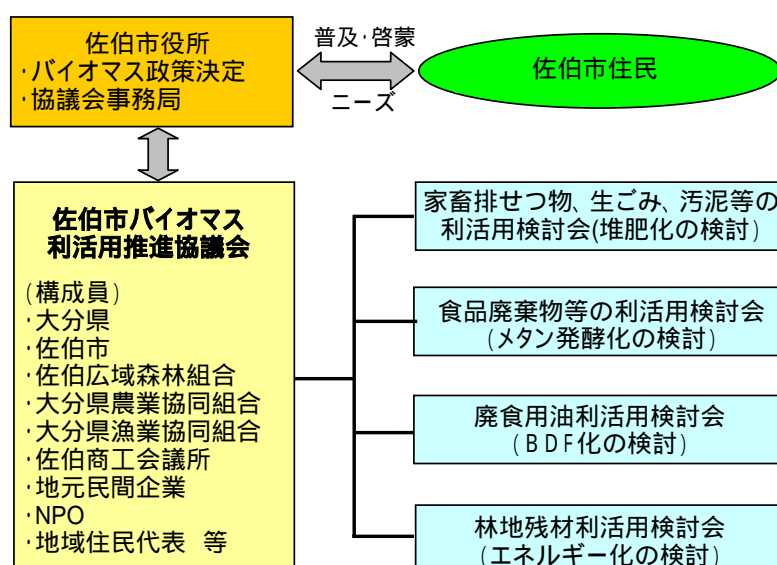 佐伯市役所
・バイオマス政策決定
・協議会事務局
普及・啓蒙
ニーズ
佐伯市住民
佐伯市バイオマス
利活用推進協議会
(構成員)
・大分県
・佐伯市
・佐伯広域森林組合
・大分県農業協同組合
・大分県漁業協同組合
・佐伯商工会議所
・地元民間企業
・NPO
・地域住民代表 等
家畜排せつ物、生ごみ、汚泥等の
利活用検討会(堆肥化の検討)
食品廃棄物等の利活用検討会
(メタン発酵化の検討)
廃食用油利活用検討会
(BDF化の検討)
林地残材利活用検討会
(エネルギー化の検討)